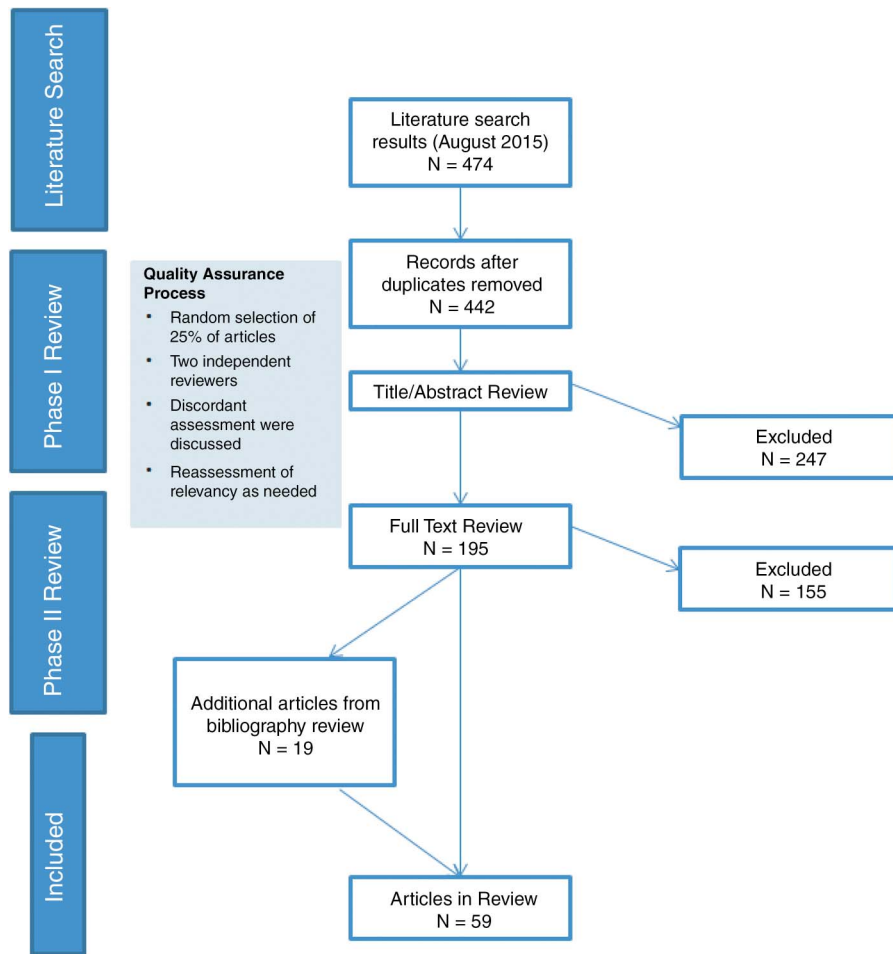 Literature Search
Literature search
results (August 2015)
N = 474
Phase I Review
Records after
duplicates removed
N = 442
Quality Assurance
Process
• Random selection of
25% of articles
• Two independent
reviewers
• Discordant
assessment were
discussed
• Reassessment of
relevancy as needed
Title/Abstract Review
Excluded
N = 247
Phase II Review
Full Text Review
N = 195
Excluded
N = 155
Additional articles from
bibliography review
N = 19
Included
Articles in Review
N = 59